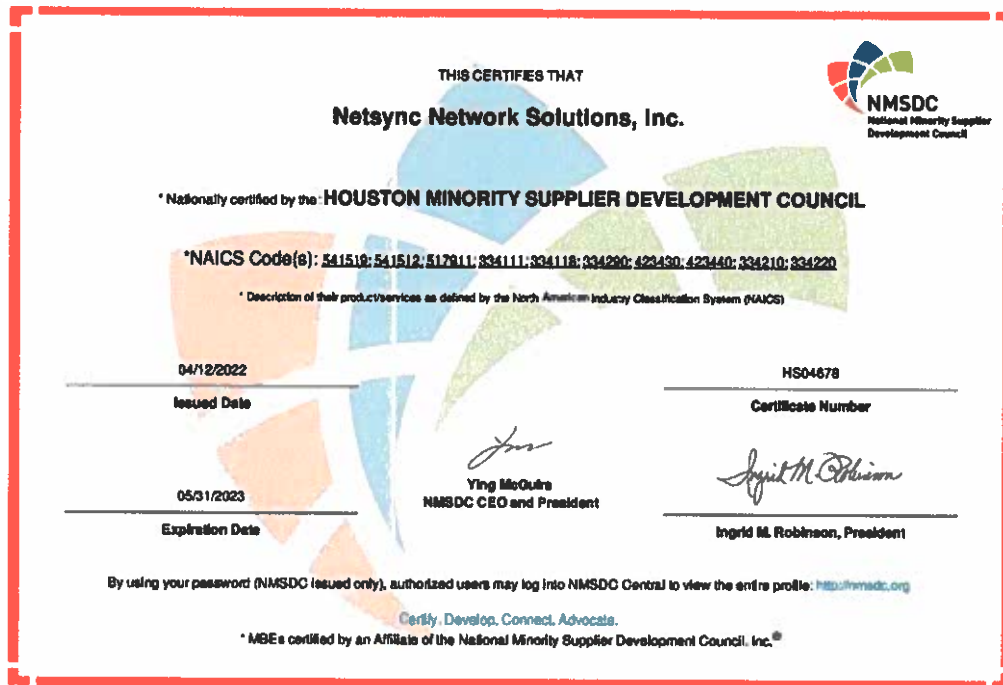 THIS CERTIFIES THAT
Netsync Network Solutions, Inc.
NMSDC
National Minority Supplier
Development Council
* Nationally certified by the: HOUSTON MINORITY SUPPLIER DEVELOPMENT COUNCIL
*NAICS Code(s): 541519; 541512; 517911; 334111; 334118; 334290; 423430; 423440; 334210; 334220
* Description of their product/services as defined by the North American Industry Classification System (NAICS)
04/12/2022
Issued Date
HS04678
Certificate Number
Ying McGuire
NMSDC CEO and President
05/31/2023
Expiration Date
Ingrid M. Robinson
Ingrid M. Robinson, President
By using your password (NMSDC issued only), authorized users may log into NMSDC Central to view the entire profile: http://nmsdc.org
Certify. Develop. Connect. Advocate.
* MBEs certified by an Affiliate of the National Minority Supplier Development Council, Inc.®